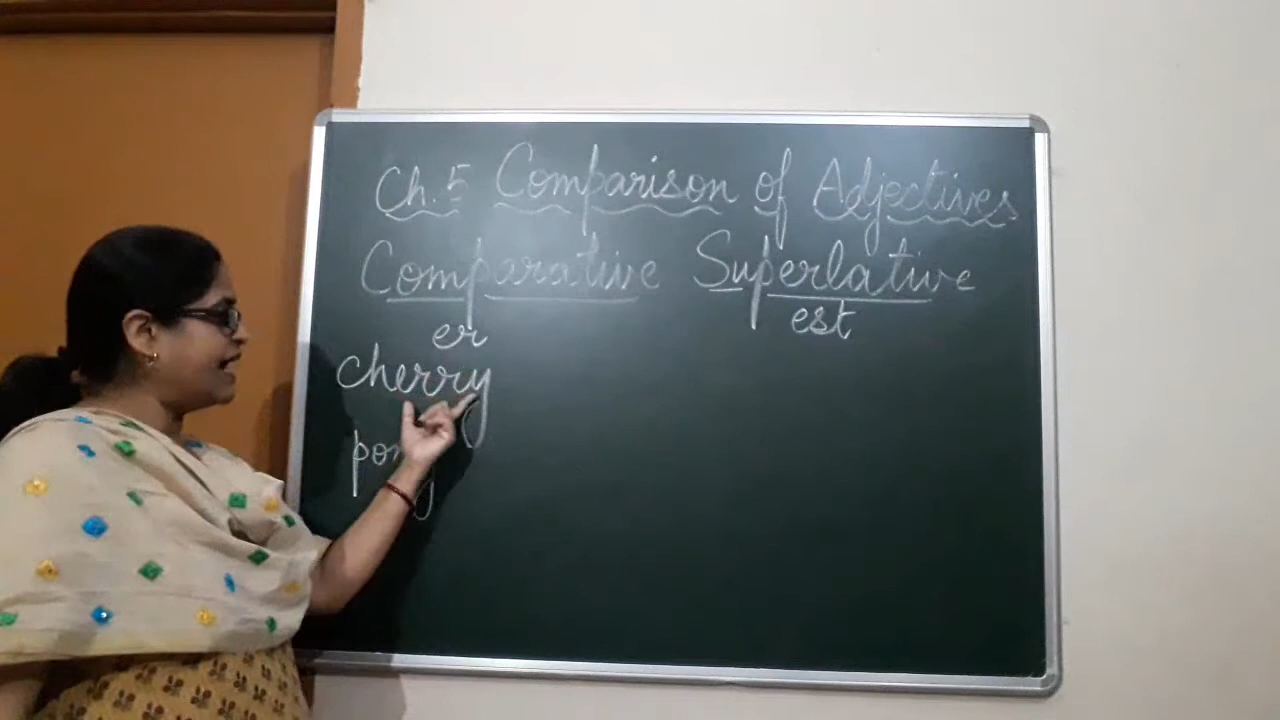 Ch.5 Comparison of Adjectives
Comparative Superlative
er est
cherry